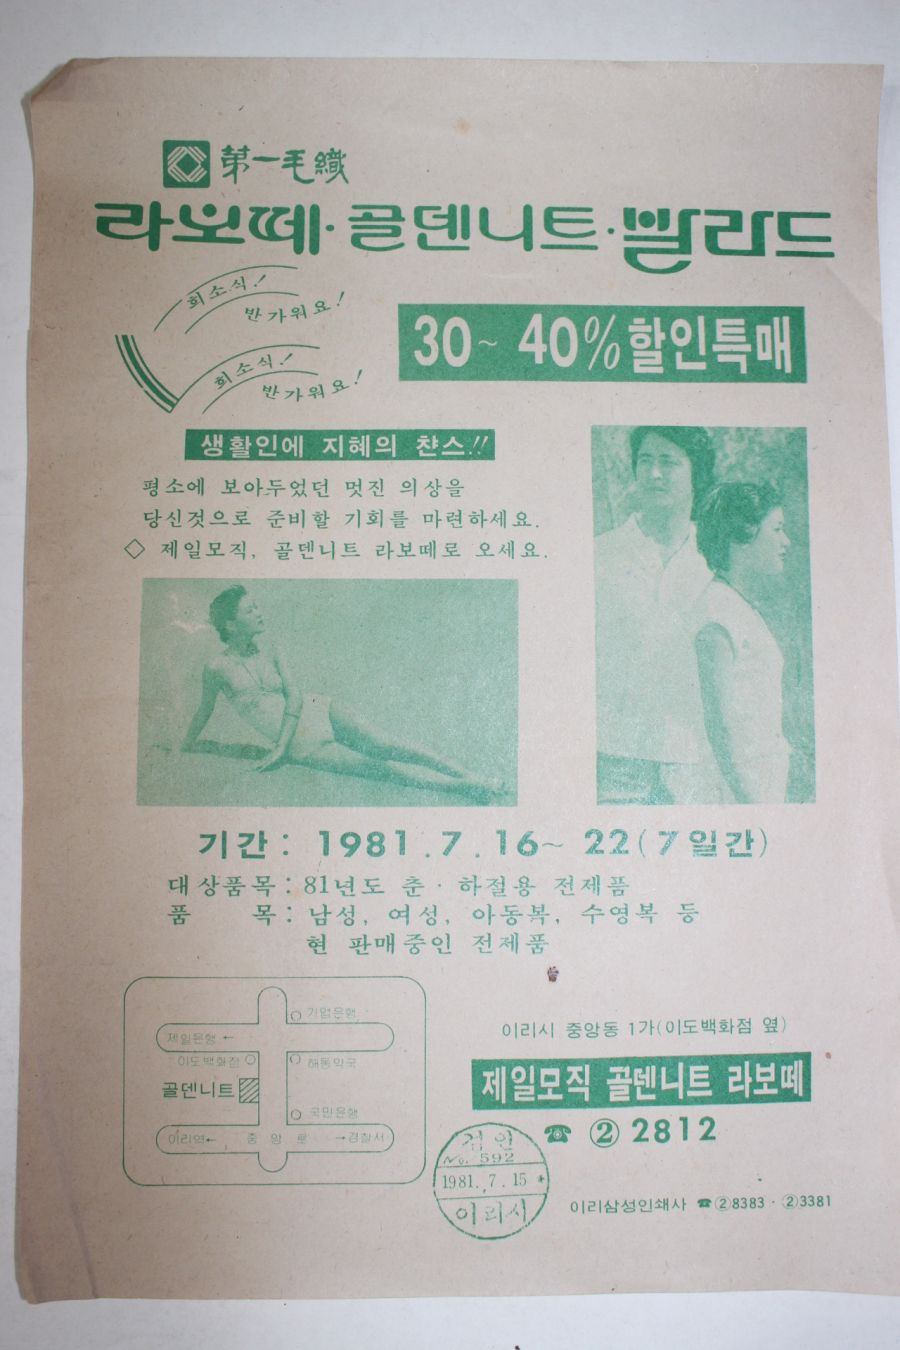 第一毛織
라보떼·골덴니트·빨라드
희소식!
반가워요!
희소식!
반가워요!
30~40%할인특매
생활인에 지혜의 챤스!!
평소에 보아두었던 멋진 의상을
당신것으로 준비할 기회를 마련하세요.
◇ 제일모직, 골덴니트 라보떼로 오세요.
기간: 1981.7.16~22(7일간)
대상품목: 81년도 춘·하절용 전제품
품 목: 남성, 여성, 아동복, 수영복 등
현 판매중인 전제품
기업은행
제일은행 ←
이도백화점
해동약국
골덴니트
국민은행
이리역←
중앙로
→경찰서
이리시 중앙동 1가(이도백화점 옆)
제일모직 골덴니트 라보떼
☎ ② 2812
검인
No. 592
1981. 7. 15
이리시
이리삼성인쇄사 ☎②8383·②3381